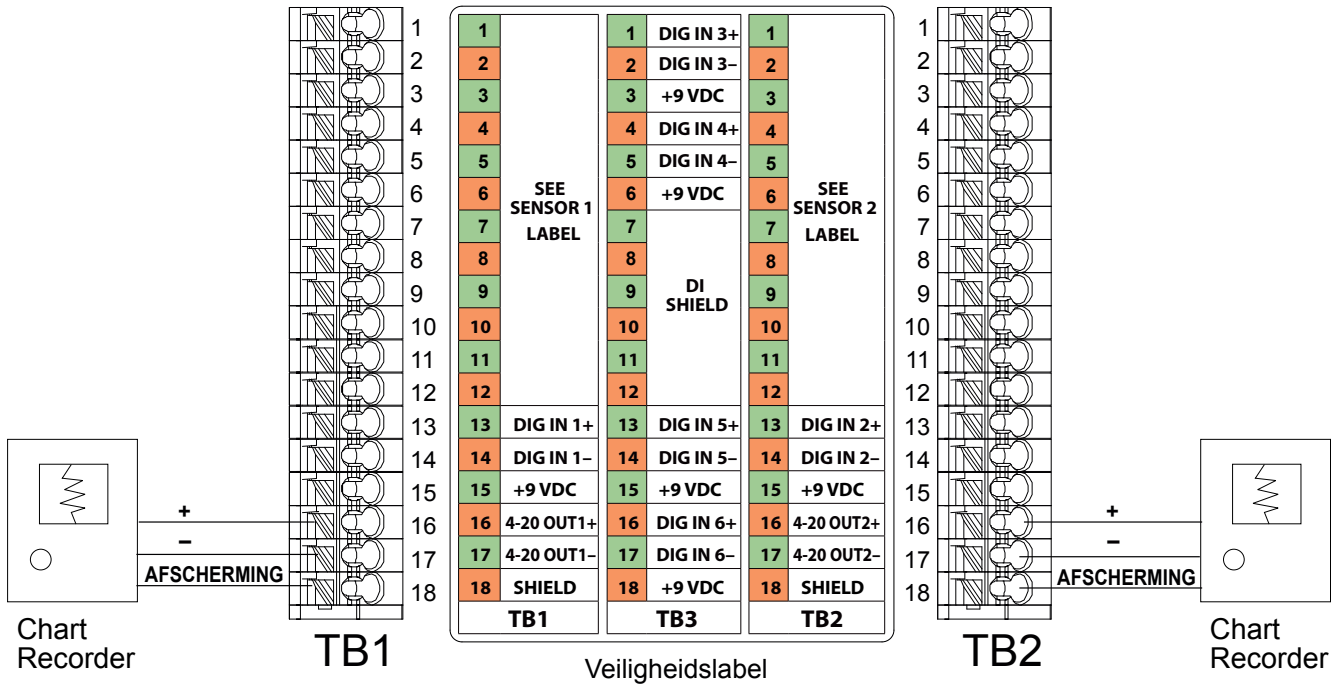 1
2
3
4
5
6
7
8
9
10
11
12
13
14
15
16
17
18
+
–
AFSCHERMING
Chart
Recorder
TB1
1
2
3
4
5
6
7
8
9
10
11
12
SEE
SENSOR 1
LABEL
13 DIG IN 1+
14 DIG IN 1–
15 +9 VDC
16 4-20 OUT1+
17 4-20 OUT1–
18 SHIELD
TB1
1 DIG IN 3+
2 DIG IN 3–
3 +9 VDC
4 DIG IN 4+
5 DIG IN 4–
6 +9 VDC
7
8
9
10
11
12
DI
SHIELD
13 DIG IN 5+
14 DIG IN 5–
15 +9 VDC
16 DIG IN 6+
17 DIG IN 6–
18 +9 VDC
TB3
1
2
3
4
5
6
7
8
9
10
11
12
SEE
SENSOR 2
LABEL
13 DIG IN 2+
14 DIG IN 2–
15 +9 VDC
16 4-20 OUT2+
17 4-20 OUT2–
18 SHIELD
TB2
Veiligheidslabel
1
2
3
4
5
6
7
8
9
10
11
12
13
14
15
16
17
18
+
–
AFSCHERMING
TB2
Chart
Recorder